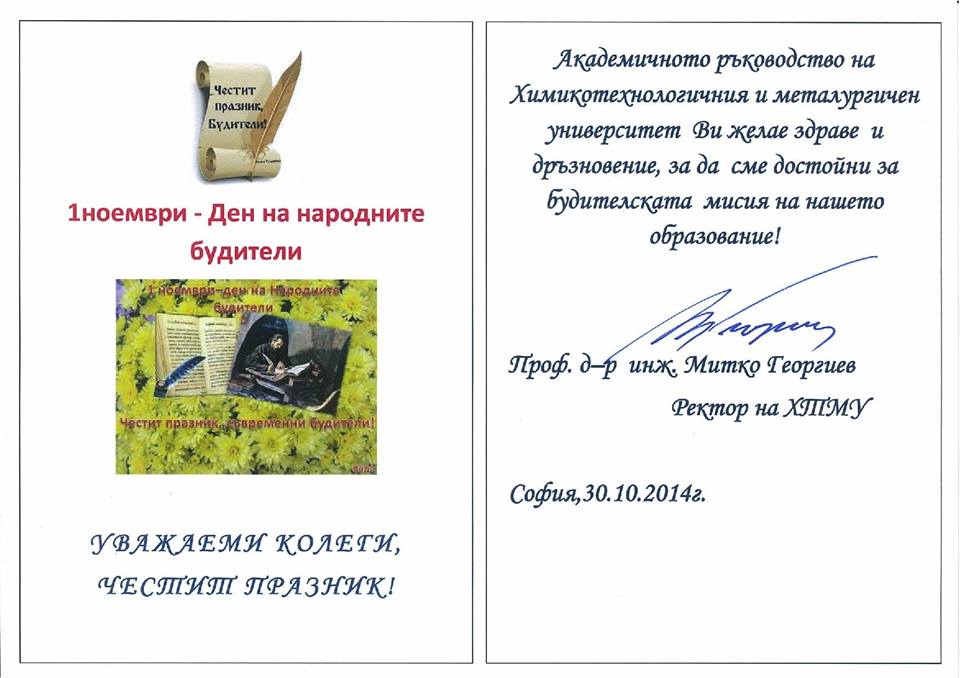 Честит
празник,
Будители!
1ноември - Ден на народните
будители
1 ноември–ден на Народните
будители
Честит празник, съвременни будители!
УВАЖАЕМИ КОЛЕГИ,
ЧЕСТИТ ПРАЗНИК!
Академичното ръководство на
Химикотехнологичния и металургичен
университет Ви желае здраве и
дръзновение, за да сме достойни за
будителската мисия на нашето
образование!
Проф. д–р инж. Митко Георгиев
Ректор на ХТМУ
София,30.10.2014г.